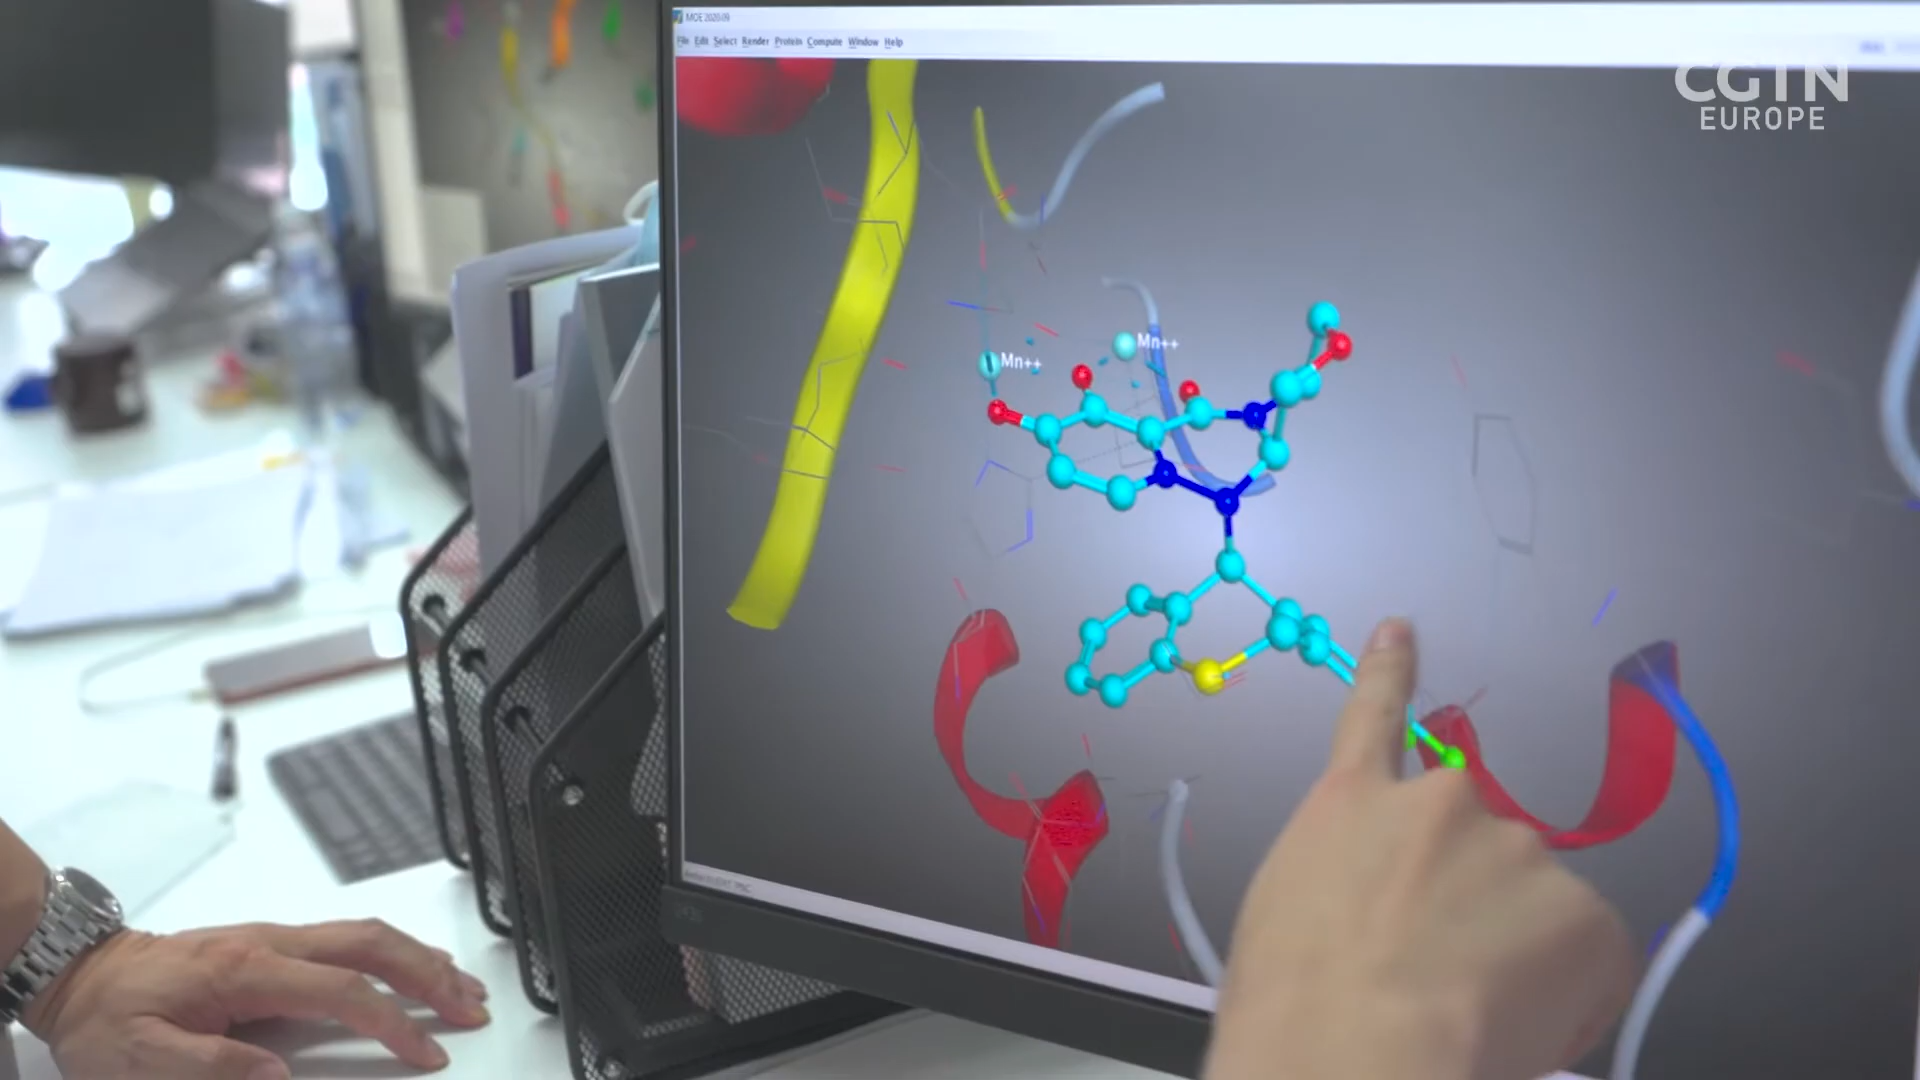 MOE 2020.09
File Edit Select Render Protein Compute Window Help
CGTN
EUROPE
Mn++
Mn++